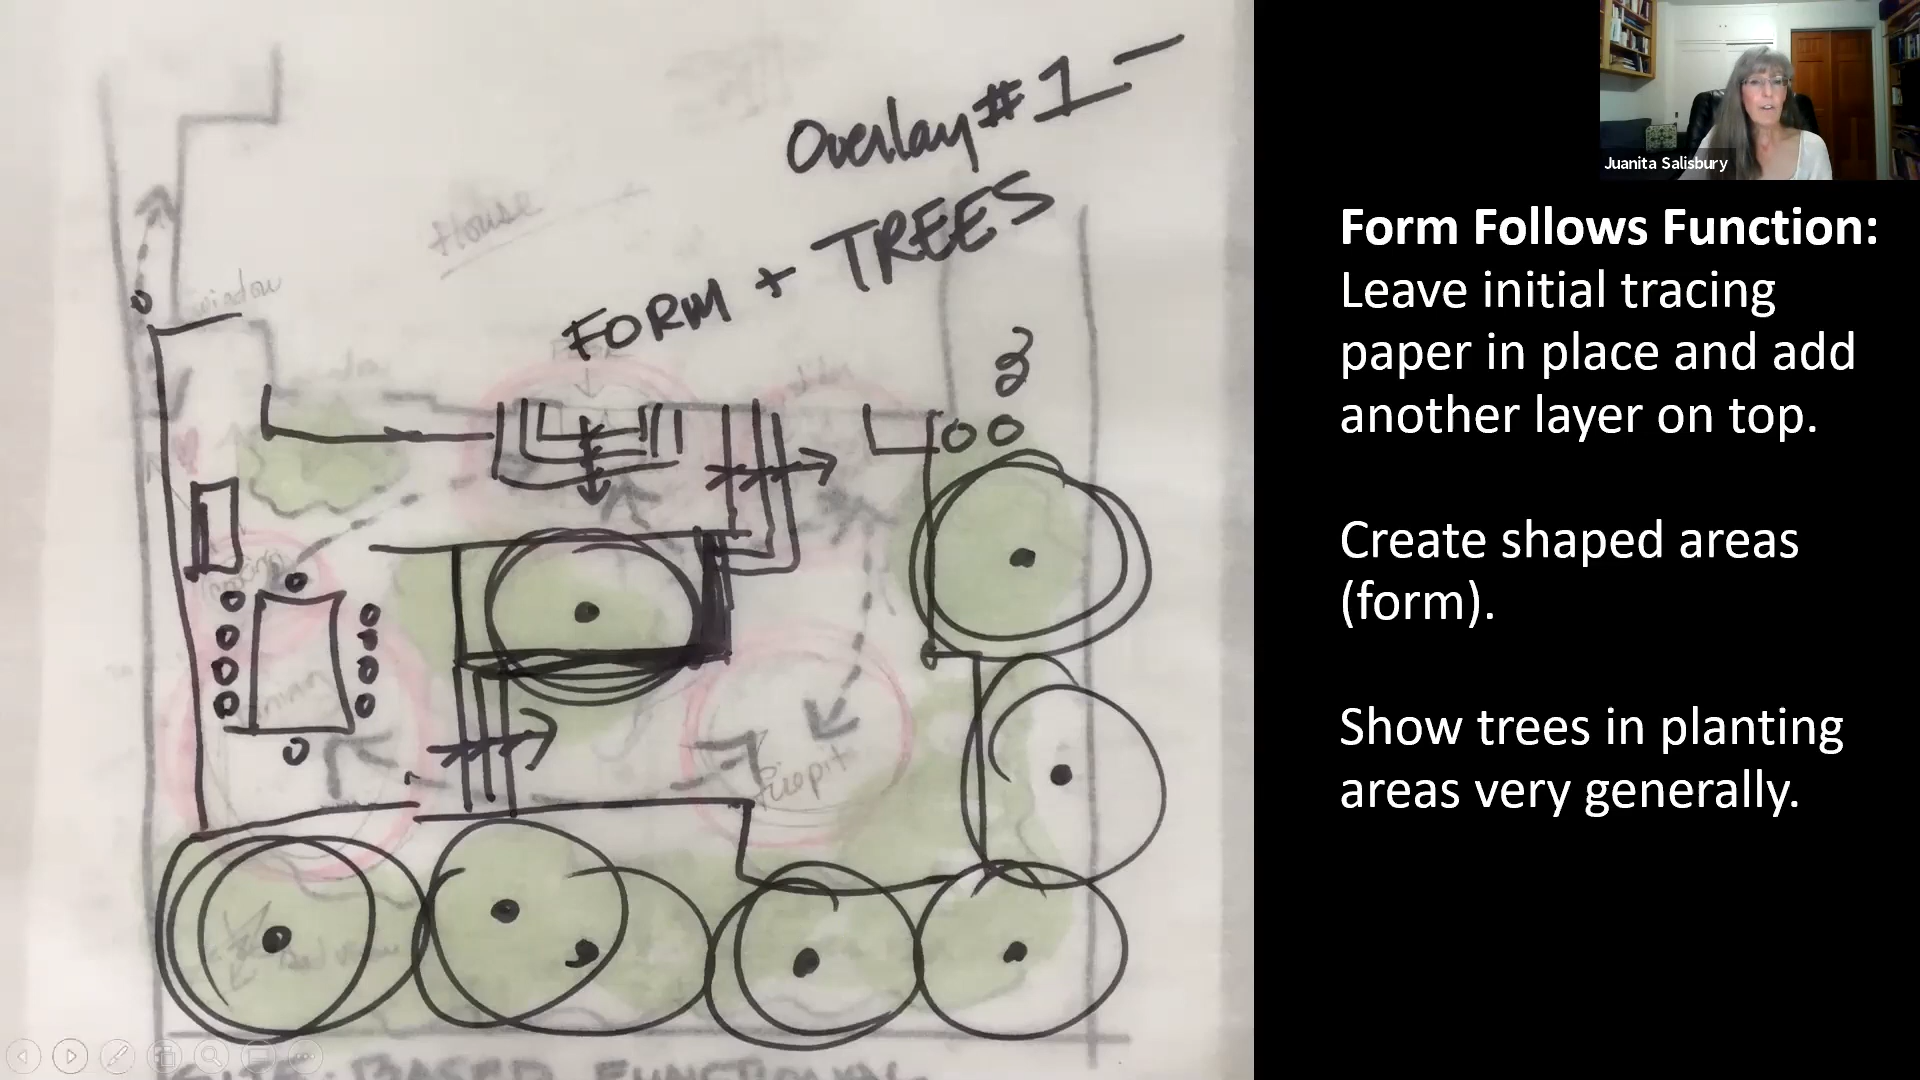 Overlay #1
FORM + TREES
House
window
firepit
Juanita Salisbury
Form Follows Function:
Leave initial tracing
paper in place and add
another layer on top.
Create shaped areas
(form).
Show trees in planting
areas very generally.